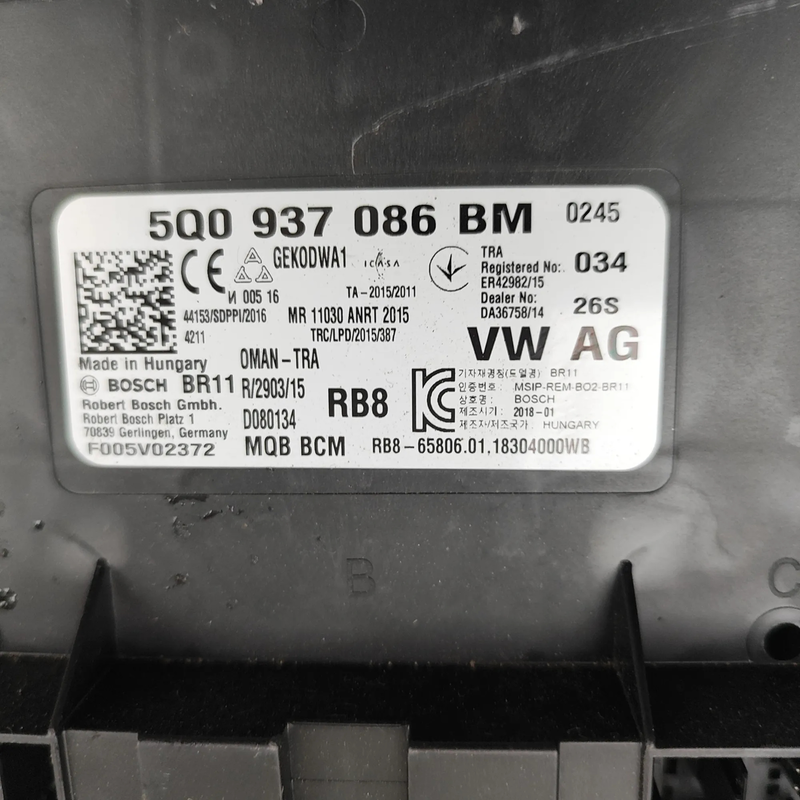 5Q0 937 086 BM 0245
CE GEKODWA1 ICASA
TRA
Registered No: 034
ER42982/15
Dealer No: 26S
DA36758/14
И 005 16
TA-2015/2011
44153/SDPPI/2016 MR 11030 ANRT 2015
4211 TRC/LPD/2015/387
VW AG
Made in Hungary
BOSCH BR11
Robert Bosch Gmbh.
Robert Bosch Platz 1
70839 Gerlingen, Germany
F005V02372
OMAN-TRA
R/2903/15
D080134
MQB BCM
RB8
기자재명칭(모델명) : BR11
인증번호 : MSIP-REM-BO2-BR11
상호명 : BOSCH
제조시기 : 2018-01
제조자/제조국가 : HUNGARY
RB8-65806.01.18304000WB
B
C